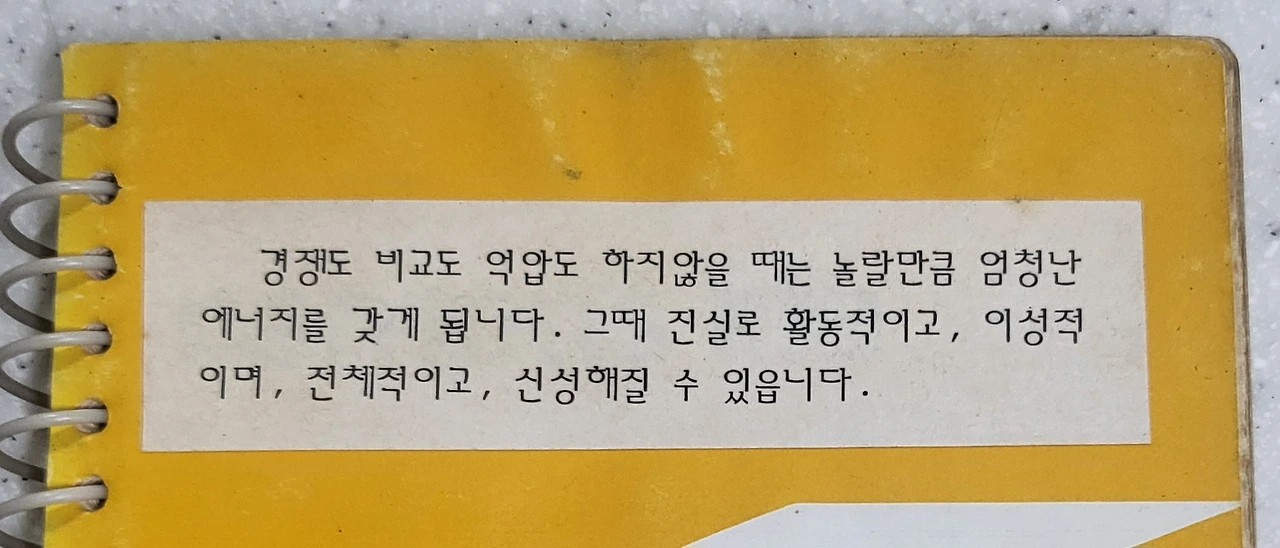 경쟁도 비교도 억압도 하지않을 때는 놀랄만큼 엄청난
에너지를 갖게 됩니다. 그때 진실로 활동적이고, 이성적
이며, 전체적이고, 신성해질 수 있읍니다.